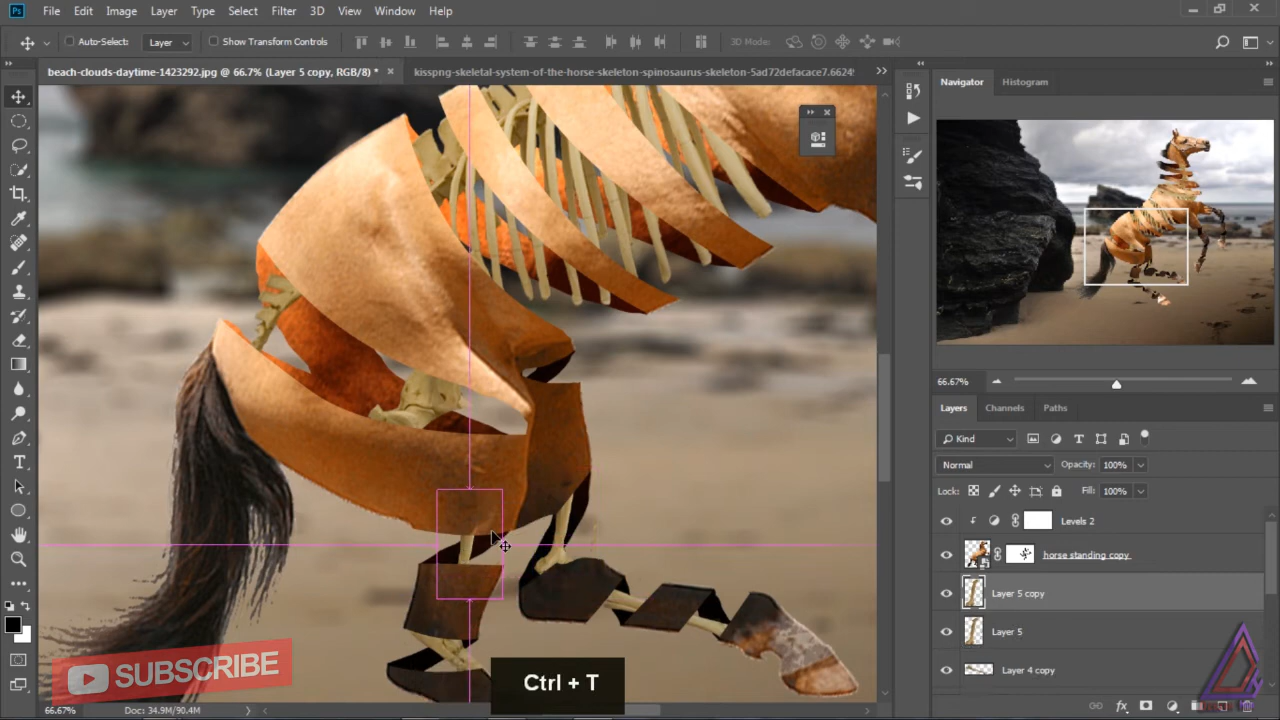 Ps File Edit Image Layer Type Select Filter 3D View Window Help
Auto-Select: Layer Show Transform Controls 3D Mode:
beach-clouds-daytime-1423292.jpg @ 66.7% (Layer 5 copy, RGB/8) *
kisspng-skeletal-system-of-the-horse-skeleton-spinosaurus-skeleton-5ad72defacace7.6624
Navigator Histogram
66.67%
Layers Channels Paths
Kind
Normal Opacity: 100%
Lock: Fill: 100%
Levels 2
horse standing copy
Layer 5 copy
Layer 5
Layer 4 copy
SUBSCRIBE
Ctrl + T
66.67% Doc: 34.9M/90.4M